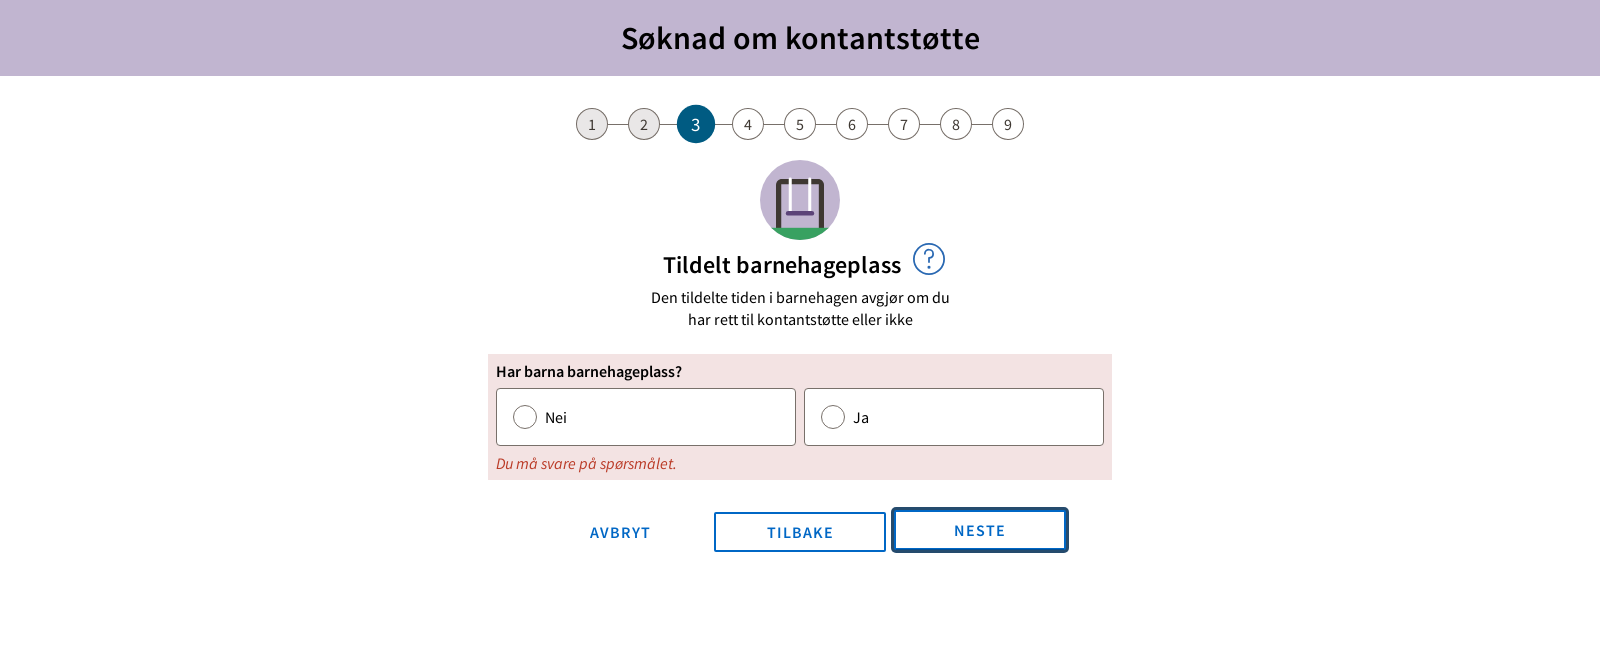 Søknad om kontantstøtte
1 2 3 4 5 6 7 8 9
Tildelt barnehageplass ?
Den tildelte tiden i barnehagen avgjør om du
har rett til kontantstøtte eller ikke
Har barna barnehageplass?
Nei Ja
Du må svare på spørsmålet.
AVBRYT TILBAKE NESTE